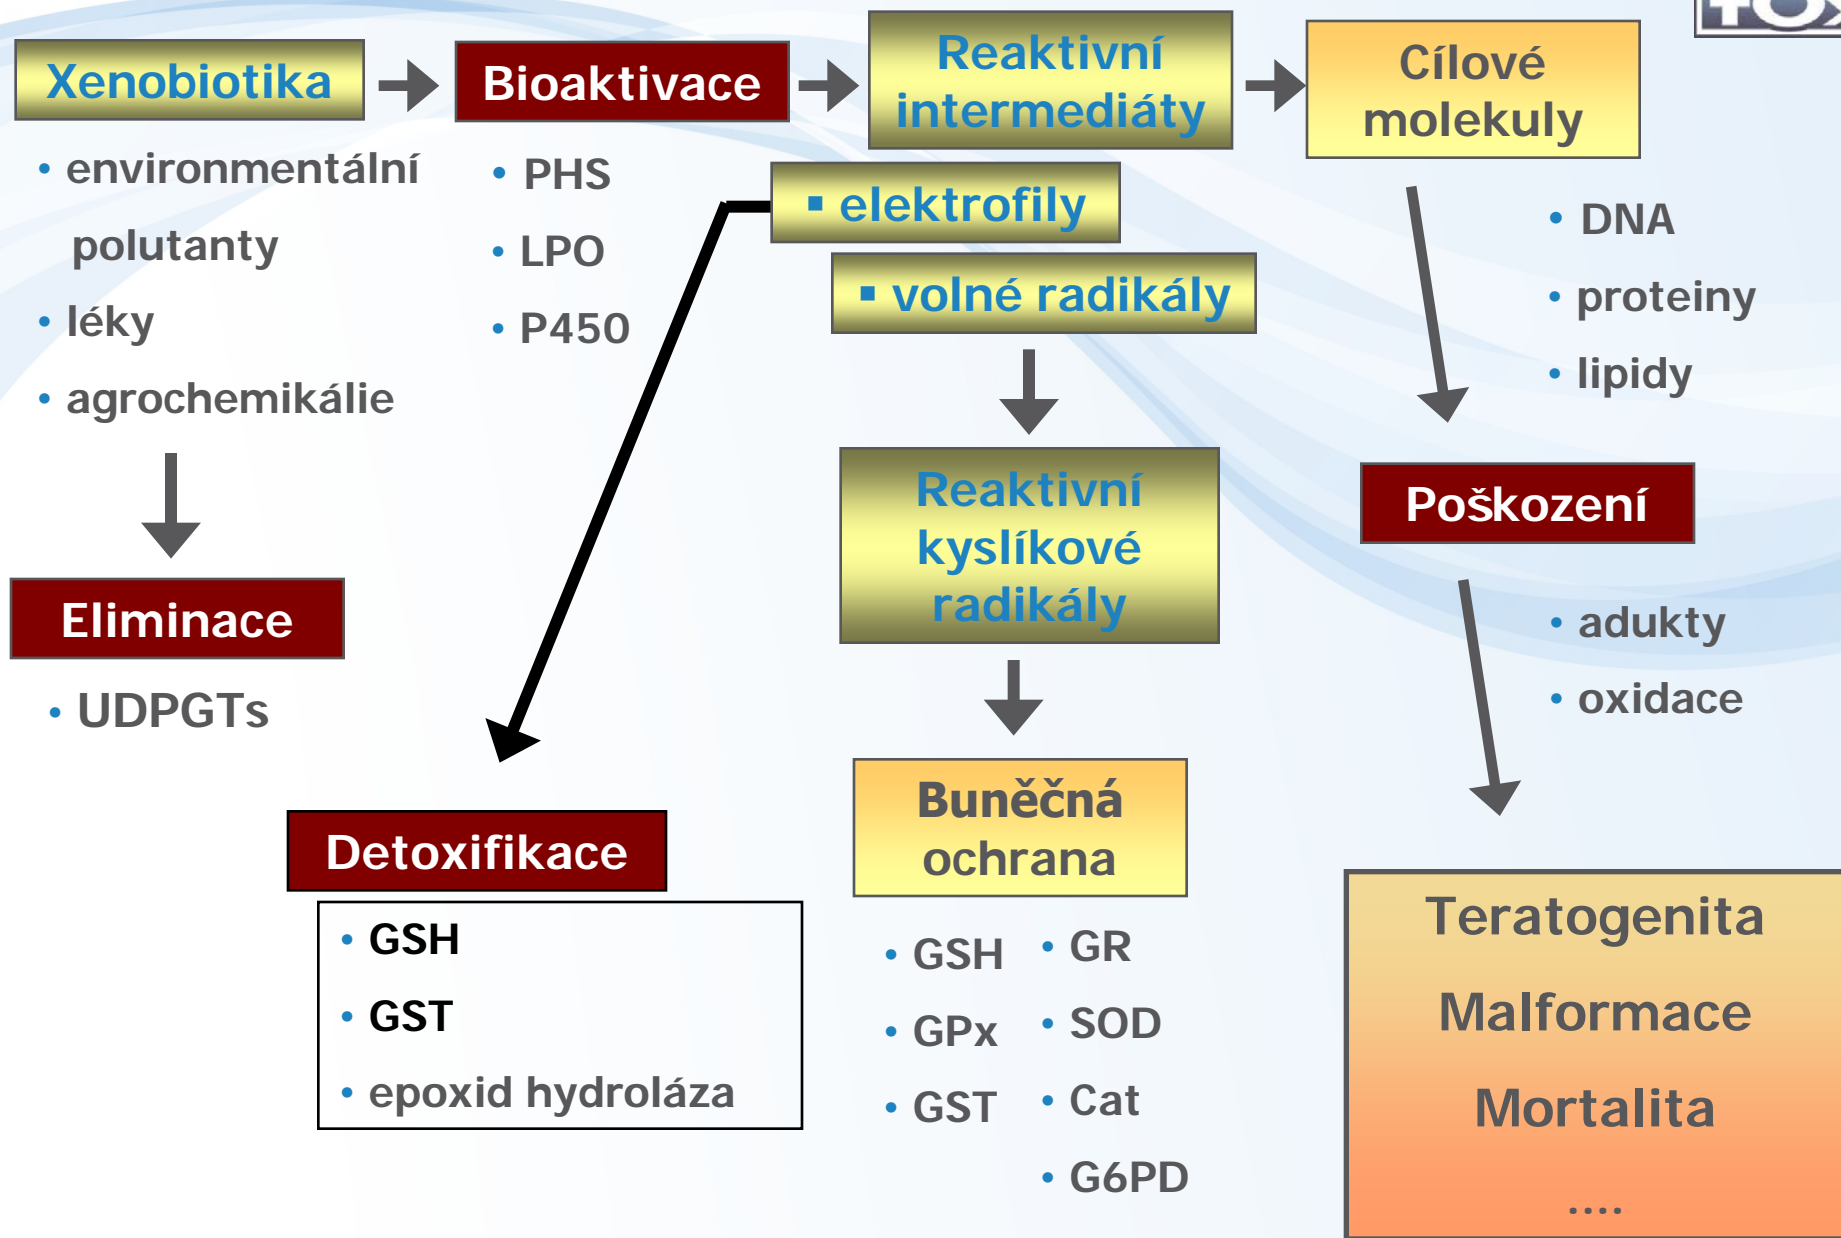 Xenobiotika
• environmentální
polutanty
• léky
• agrochemikálie
Eliminace
• UDPGTs
Bioaktivace
• PHS
• LPO
• P450
Reaktivní
intermediáty
▪ elektrofily
▪ volné radikály
Detoxifikace
• GSH
• GST
• epoxid hydroláza
Reaktivní
kyslíkové
radikály
Buněčná
ochrana
• GSH
• GPx
• GST
• GR
• SOD
• Cat
• G6PD
Cílové
molekuly
• DNA
• proteiny
• lipidy
Poškození
• adukty
• oxidace
Teratogenita
Malformace
Mortalita
....